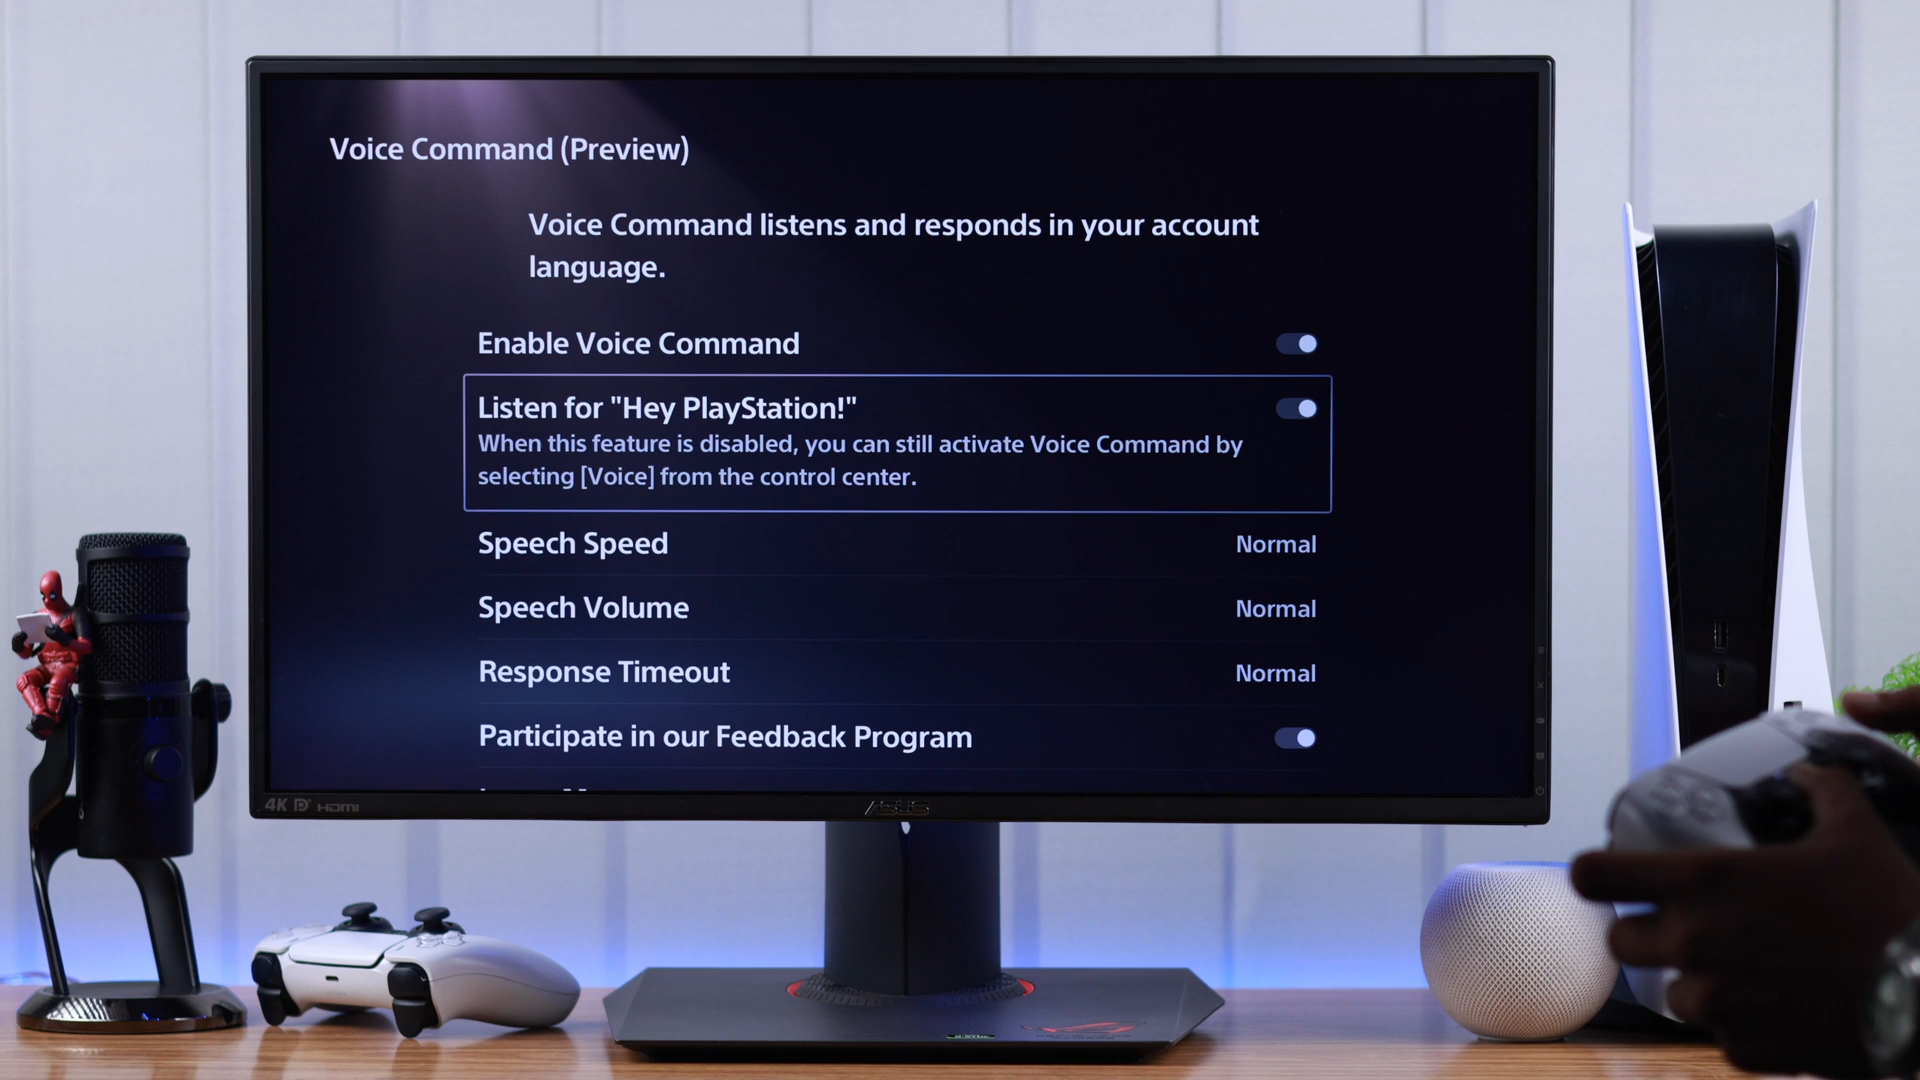 Voice Command (Preview)
Voice Command listens and responds in your account
language.
Enable Voice Command
Listen for "Hey PlayStation!"
When this feature is disabled, you can still activate Voice Command by
selecting [Voice] from the control center.
Speech Speed Normal
Speech Volume Normal
Response Timeout Normal
Participate in our Feedback Program
4K HDMI
ASUS